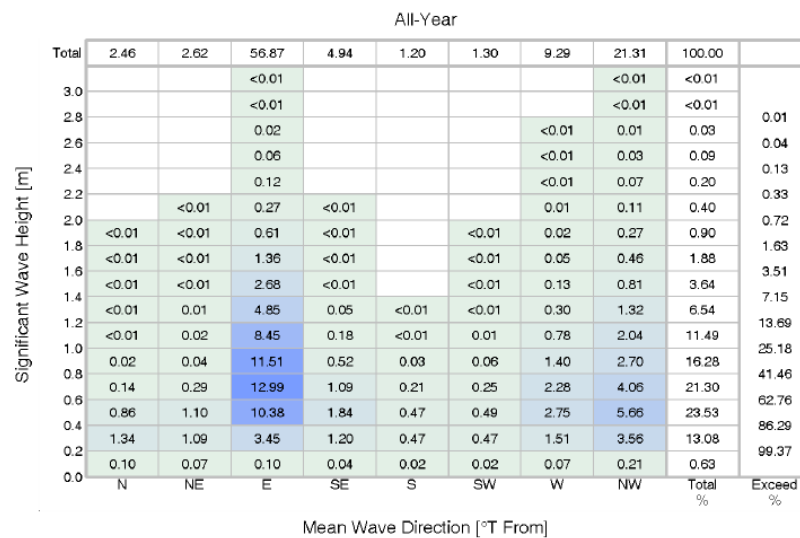 All-Year
Total 2.46 2.62 56.87 4.94 1.20 1.30 9.29 21.31 100.00
<0.01 <0.01 <0.01
3.0
<0.01 <0.01 <0.01
2.8 0.01
0.02 <0.01 0.01 0.03
2.6 0.04
0.06 <0.01 0.03 0.09
2.4 0.13
0.12 <0.01 0.07 0.20
2.2 0.33
<0.01 0.27 <0.01 0.01 0.11 0.40
2.0 0.72
<0.01 <0.01 0.61 <0.01 <0.01 0.02 0.27 0.90
1.8 1.63
<0.01 <0.01 1.36 <0.01 <0.01 0.05 0.46 1.88
1.6 3.51
<0.01 <0.01 2.68 <0.01 <0.01 0.13 0.81 3.64
1.4 7.15
<0.01 0.01 4.85 0.05 <0.01 <0.01 0.30 1.32 6.54
1.2 13.69
<0.01 0.02 8.45 0.18 <0.01 0.01 0.78 2.04 11.49
1.0 25.18
0.02 0.04 11.51 0.52 0.03 0.06 1.40 2.70 16.28
0.8 41.46
0.14 0.29 12.99 1.09 0.21 0.25 2.28 4.06 21.30
0.6 62.76
0.86 1.10 10.38 1.84 0.47 0.49 2.75 5.66 23.53
0.4 86.29
1.34 1.09 3.45 1.20 0.47 0.47 1.51 3.56 13.08
0.2 99.37
0.10 0.07 0.10 0.04 0.02 0.02 0.07 0.21 0.63
0.0
N NE E SE S SW W NW Total Exceed
% %
Significant Wave Height [m]
Mean Wave Direction [°T From]